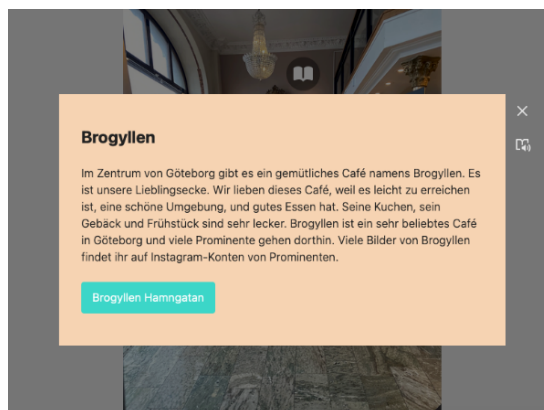 Brogyllen
Im Zentrum von Göteborg gibt es ein gemütliches Café namens Brogyllen. Es
ist unsere Lieblingsecke. Wir lieben dieses Café, weil es leicht zu erreichen
ist, eine schöne Umgebung, und gutes Essen hat. Seine Kuchen, sein
Gebäck und Frühstück sind sehr lecker. Brogyllen ist ein sehr beliebtes Café
in Göteborg und viele Prominente gehen dorthin. Viele Bilder von Brogyllen
findet ihr auf Instagram-Konten von Prominenten.
Brogyllen Hamngatan